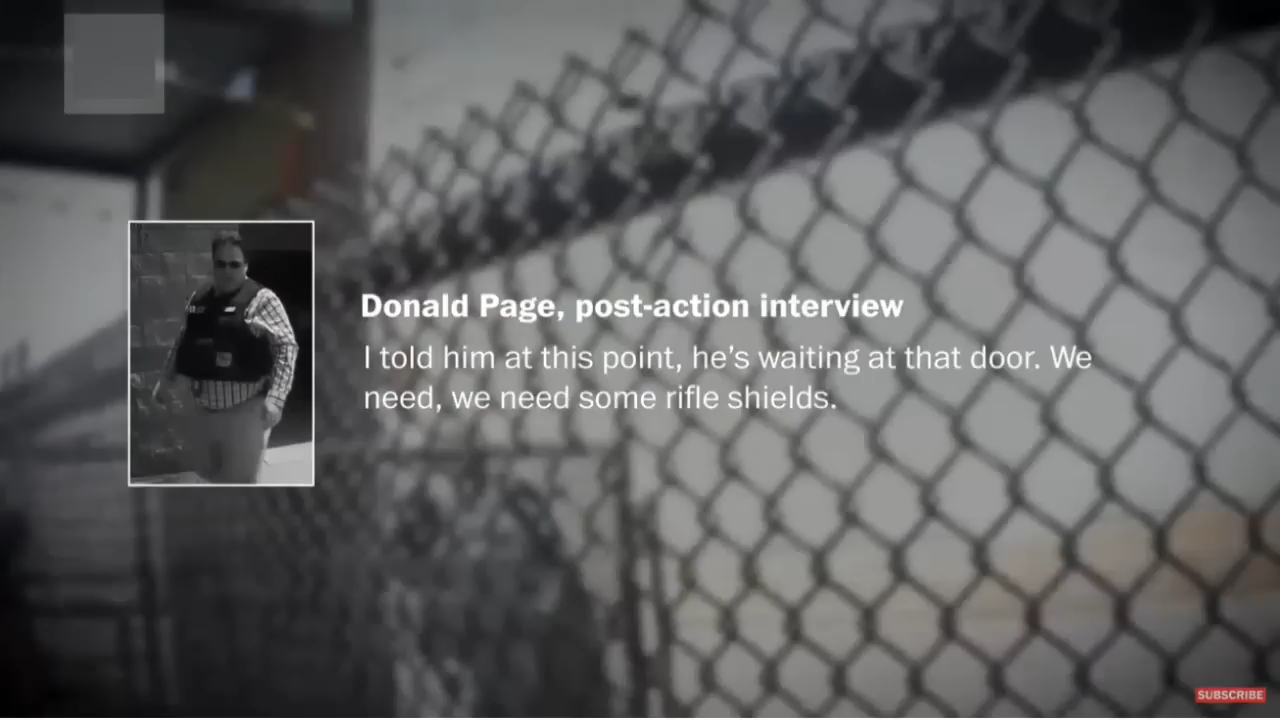 Donald Page, post-action interview
I told him at this point, he's waiting at that door. We
need, we need some rifle shields.
SUBSCRIBE